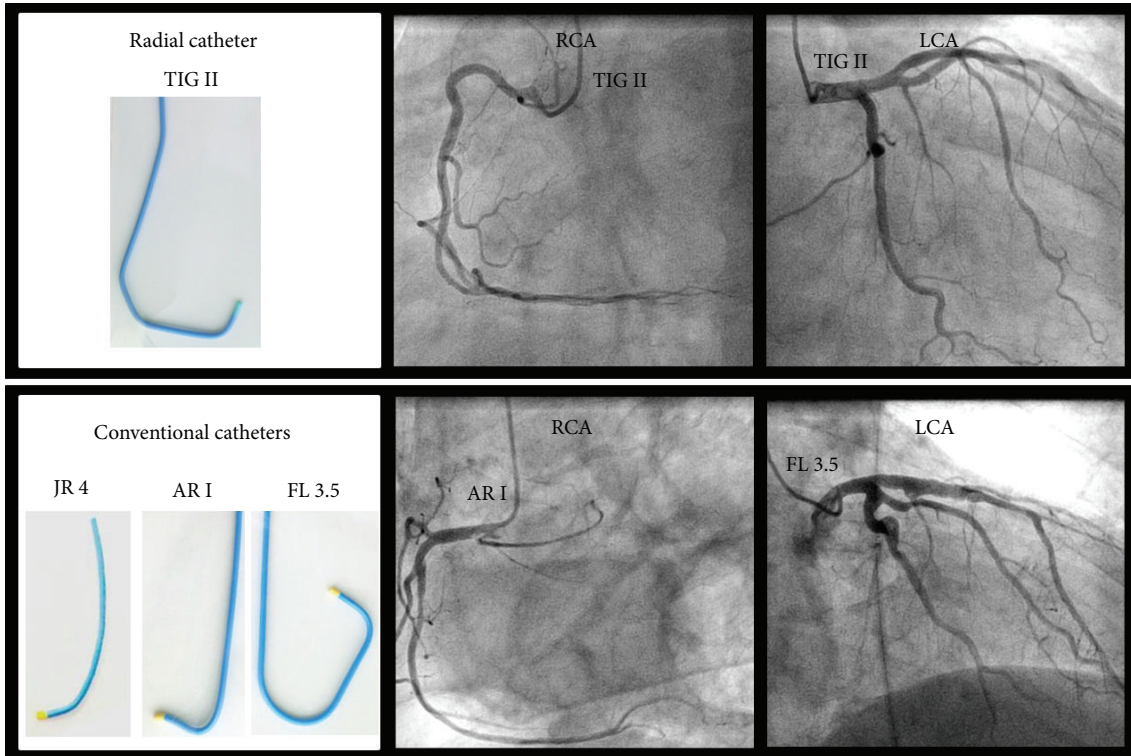 Radial catheter
TIG II
RCA
TIG II
LCA
TIG II
Conventional catheters
JR 4
AR I
FL 3.5
RCA
AR I
LCA
FL 3.5